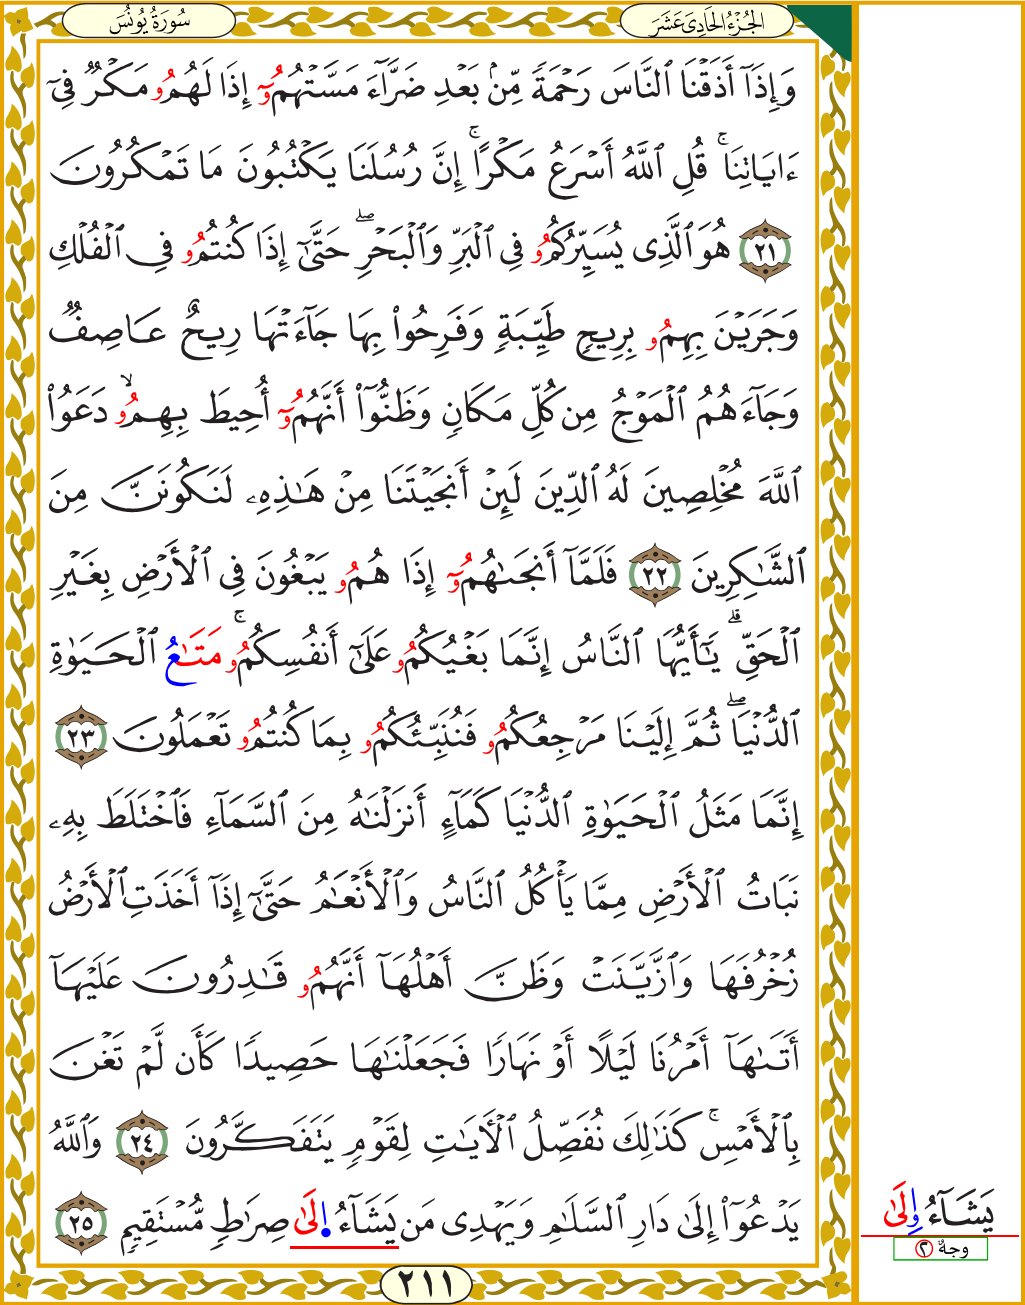 الجُزْءُ الحَادِىَ عَشَرَ
سُورَةُ يُونُسَ
وَإِذَآ أَذَقْنَا ٱلنَّاسَ رَحْمَةً مِّنۢ بَعْدِ ضَرَّآءَ مَسَّتْهُمُۥٓ إِذَا لَهُمُۥ مَكْرٌ فِىٓ
ءَايَاتِنَا ۚ قُلِ ٱللَّهُ أَسْرَعُ مَكْرًا ۚ إِنَّ رُسُلَنَا يَكْتُبُونَ مَا تَمْكُرُونَ
٢١ هُوَ ٱلَّذِى يُسَيِّرُكُمُۥ فِى ٱلْبَرِّ وَٱلْبَحْرِ ۖ حَتَّىٰٓ إِذَا كُنتُمُۥ فِى ٱلْفُلْكِ
وَجَرَيْنَ بِهِمُۥ بِرِيحٍ طَيِّبَةٍ وَفَرِحُوا۟ بِهَا جَآءَتْهَا رِيحٌ عَاصِفٌ
وَجَآءَهُمُ ٱلْمَوْجُ مِن كُلِّ مَكَانٍ وَظَنُّوٓا۟ أَنَّهُمُۥٓ أُحِيطَ بِهِمُۥ ۙ دَعَوُا۟
ٱللَّهَ مُخْلِصِينَ لَهُ ٱلدِّينَ لَئِنْ أَنجَيْتَنَا مِنْ هَـٰذِهِۦ لَنَكُونَنَّ مِنَ
ٱلشَّـٰكِرِينَ ٢٢ فَلَمَّآ أَنجَىٰهُمُۥٓ إِذَا هُمُۥ يَبْغُونَ فِى ٱلْأَرْضِ بِغَيْرِ
ٱلْحَقِّ ۗ يَـٰٓأَيُّهَا ٱلنَّاسُ إِنَّمَا بَغْيُكُمُۥ عَلَىٰٓ أَنفُسِكُمُۥ ۚ مَتَـٰعُ ٱلْحَيَوٰةِ
ٱلدُّنْيَا ۖ ثُمَّ إِلَيْنَا مَرْجِعُكُمُۥ فَنُنَبِّئُكُمُۥ بِمَا كُنتُمُۥ تَعْمَلُونَ ٢٣
إِنَّمَا مَثَلُ ٱلْحَيَوٰةِ ٱلدُّنْيَا كَمَآءٍ أَنزَلْنَـٰهُ مِنَ ٱلسَّمَآءِ فَٱخْتَلَطَ بِهِۦ
نَبَاتُ ٱلْأَرْضِ مِمَّا يَأْكُلُ ٱلنَّاسُ وَٱلْأَنْعَـٰمُ حَتَّىٰٓ إِذَآ أَخَذَتِ ٱلْأَرْضُ
زُخْرُفَهَا وَٱزَّيَّنَتْ وَظَنَّ أَهْلُهَآ أَنَّهُمُۥ قَـٰدِرُونَ عَلَيْهَآ
أَتَىٰهَآ أَمْرُنَا لَيْلًا أَوْ نَهَارًا فَجَعَلْنَـٰهَا حَصِيدًا كَأَن لَّمْ تَغْنَ
بِٱلْأَمْسِ ۚ كَذَٰلِكَ نُفَصِّلُ ٱلْأَيَـٰتِ لِقَوْمٍ يَتَفَكَّرُونَ ٢٤ وَٱللَّهُ
يَدْعُوٓا۟ إِلَىٰ دَارِ ٱلسَّلَـٰمِ وَيَهْدِى مَن يَشَآءُ إِلَىٰ صِرَاطٍ مُّسْتَقِيمٍ ٢٥
يَشَآءُ وِلَىٰ
وجهٌ ٢
٢١١